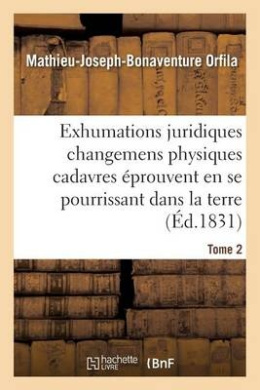 Mathieu-Joseph-Bonaventure Orfila
Exhumations juridiques
changemens physiques
cadavres éprouvent en se
pourrissant dans la terre
(Éd.1831)
Tome 2
hachette
LIVRE
{BnF